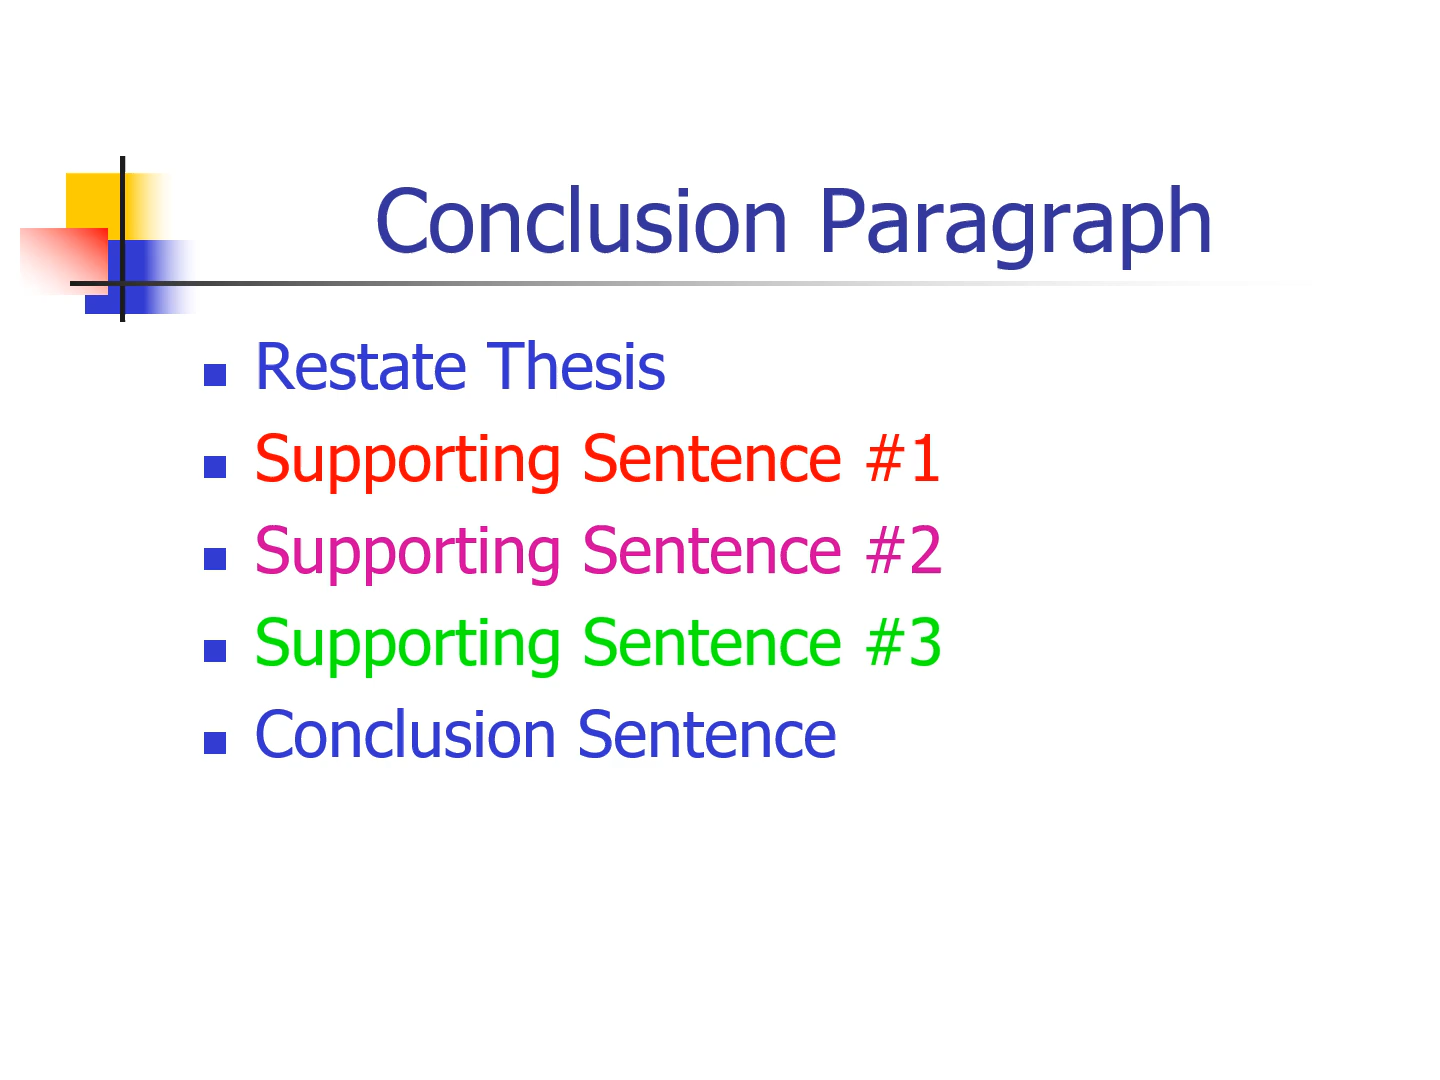 Conclusion Paragraph
Restate Thesis
Supporting Sentence #1
Supporting Sentence #2
Supporting Sentence #3
Conclusion Sentence